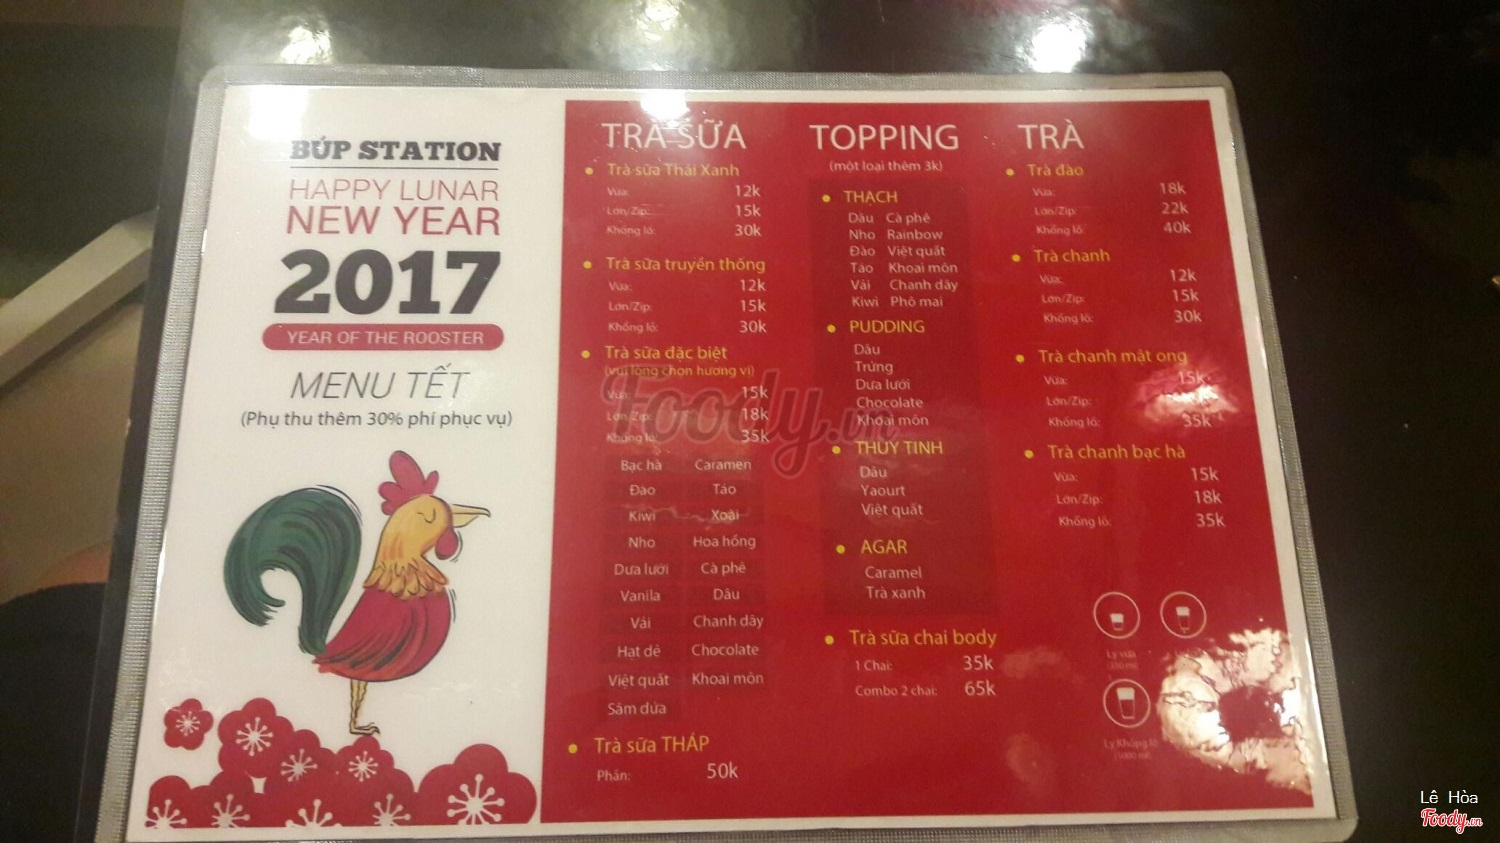 BÚP STATION
HAPPY LUNAR
NEW YEAR
2017
YEAR OF THE ROOSTER
MENU TẾT
(Phụ thu thêm 30% phí phục vụ)
TRÀ SỮA
Trà sữa Thái Xanh
Vừa: 12k
Lớn/Zip: 15k
Khổng lồ: 30k
Trà sữa truyền thống
Vừa: 12k
Lớn/Zip: 15k
Khổng lồ: 30k
Trà sữa đặc biệt
(vui lòng chọn hương vị)
Vừa: 15k
Lớn/Zip: 18k
Khổng lồ: 35k
Bạc hà Caramen
Đào Táo
Kiwi Xoài
Nho Hoa hồng
Dưa lưới Cà phê
Vanila Dâu
Vải Chanh dây
Hạt dẻ Chocolate
Việt quất Khoai môn
Sâm dứa
Trà sữa THÁP
Phần: 50k
TOPPING
(một loại thêm 3k)
THẠCH
Dâu Cà phê
Nho Rainbow
Đào Việt quất
Táo Khoai môn
Vải Chanh dây
Kiwi Phô mai
PUDDING
Dâu
Trứng
Dưa lưới
Chocolate
Khoai môn
THỦY TINH
Dâu
Yaourt
Việt quất
AGAR
Caramel
Trà xanh
Trà sữa chai body
1 Chai: 35k
Combo 2 chai: 65k
TRÀ
Trà đào
Vừa: 18k
Lớn/Zip: 22k
Khổng lồ: 40k
Trà chanh
Vừa: 12k
Lớn/Zip: 15k
Khổng lồ: 30k
Trà chanh mật ong
Vừa: 15k
Lớn/Zip:
Khổng lồ: 35k
Trà chanh bạc hà
Vừa: 15k
Lớn/Zip: 18k
Khổng lồ: 35k
Ly vừa
Ly Khổng lồ
(1000 ml)
Foody.vn
Lê Hòa
Foody.vn